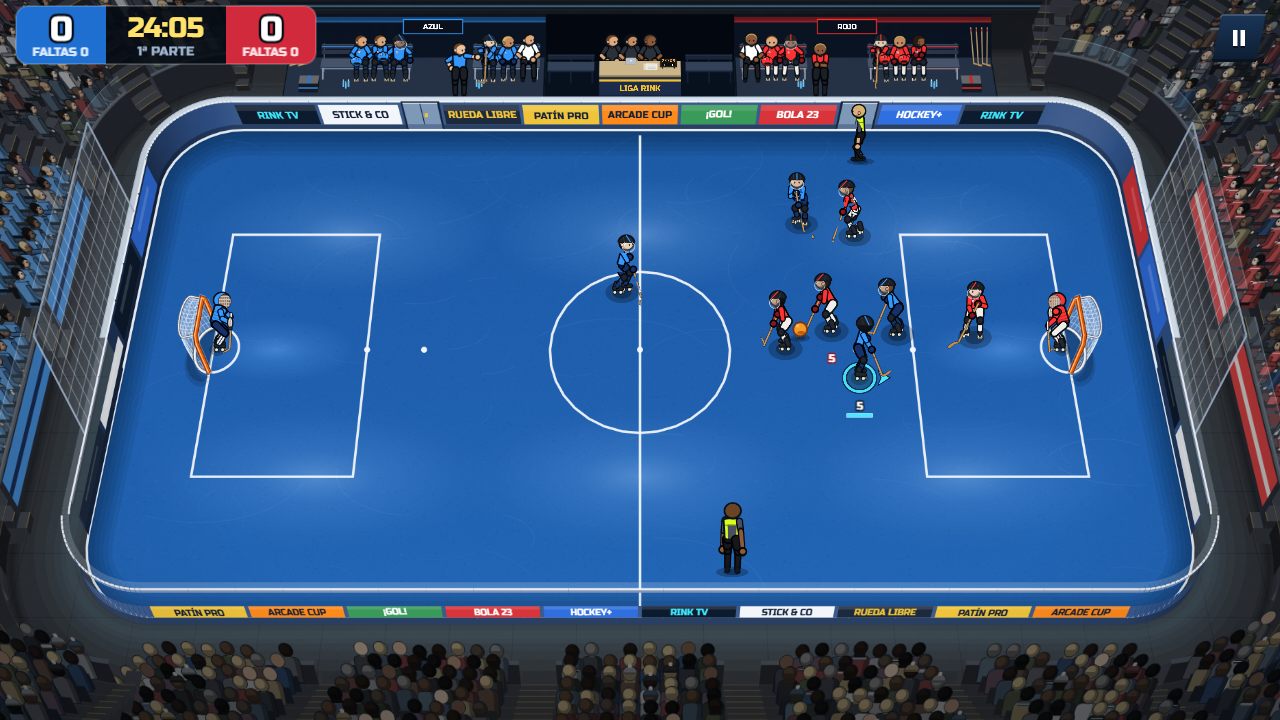 0
FALTAS 0
24:05
1ª PARTE
0
FALTAS 0
AZUL
ROJO
LIGA RINK
RINK TV
STICK & CO
RUEDA LIBRE
PATÍN PRO
ARCADE CUP
¡GOL!
BOLA 23
HOCKEY+
RINK TV
5
5
PATÍN PRO
ARCADE CUP
¡GOL!
BOLA 23
HOCKEY+
RINK TV
STICK & CO
RUEDA LIBRE
PATÍN PRO
ARCADE CUP